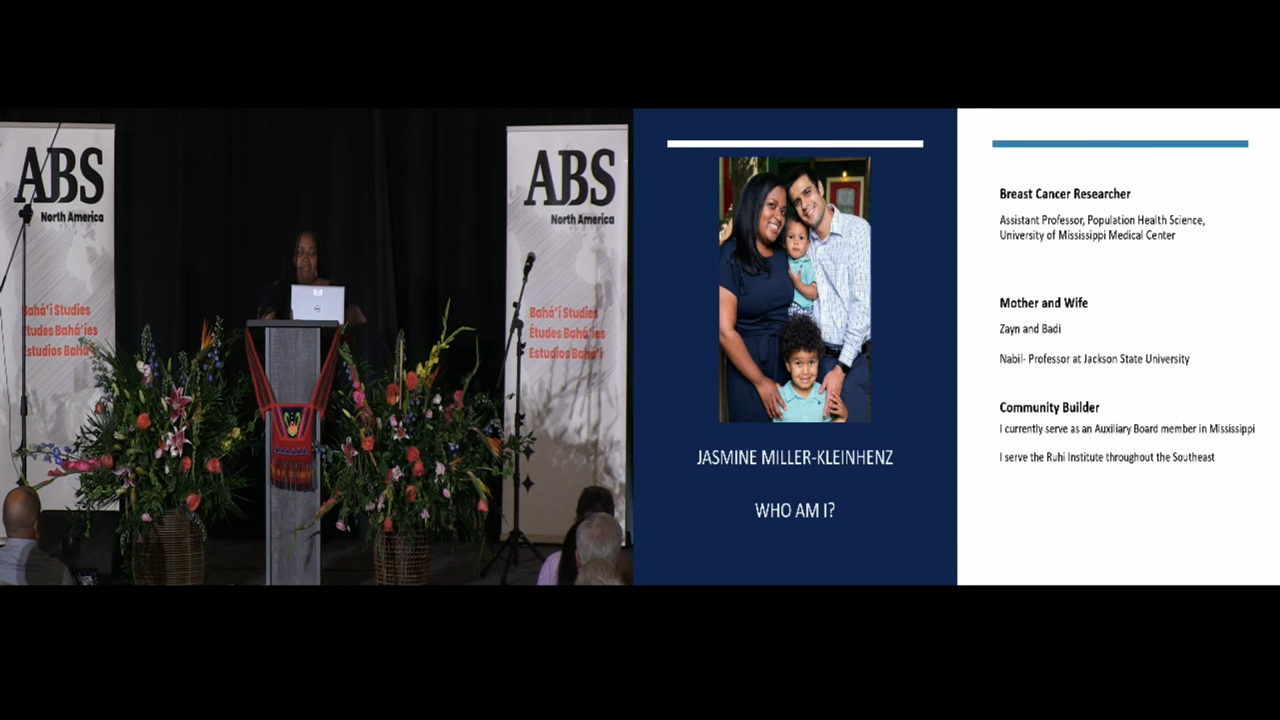 ABS
North America
Bahá'í Studies
Études Bahá'íes
Estudios Bahá'í
ABS
North America
Bahá'í Studies
Études Bahá'íes
Estudios Bahá'í
DELL
JASMINE MILLER-KLEINHENZ
WHO AM I?
Breast Cancer Researcher
Assistant Professor, Population Health Science,
University of Mississippi Medical Center
Mother and Wife
Zayn and Badi
Nabil- Professor at Jackson State University
Community Builder
I currently serve as an Auxiliary Board member in Mississippi
I serve the Ruhi Institute throughout the Southeast